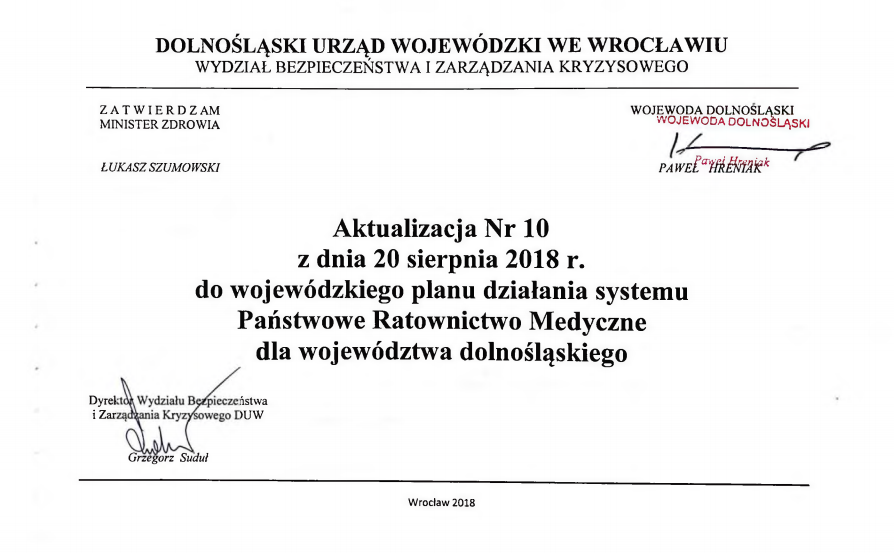 DOLNOŚLĄSKI URZĄD WOJEWÓDZKI WE WROCŁAWIU
WYDZIAŁ BEZPIECZEŃSTWA I ZARZĄDZANIA KRYZYSOWEGO
Z A T W I E R D Z A M
MINISTER ZDROWIA
ŁUKASZ SZUMOWSKI
WOJEWODA DOLNOŚLĄSKI
WOJEWODA DOLNOŚLĄSKI
Paweł Hreniak
PAWEŁ HRENIAK
Aktualizacja Nr 10
z dnia 20 sierpnia 2018 r.
do wojewódzkiego planu działania systemu
Państwowe Ratownictwo Medyczne
dla województwa dolnośląskiego
Dyrektor Wydziału Bezpieczeństwa
i Zarządzania Kryzysowego DUW
Grzegorz Suduł
Wrocław 2018